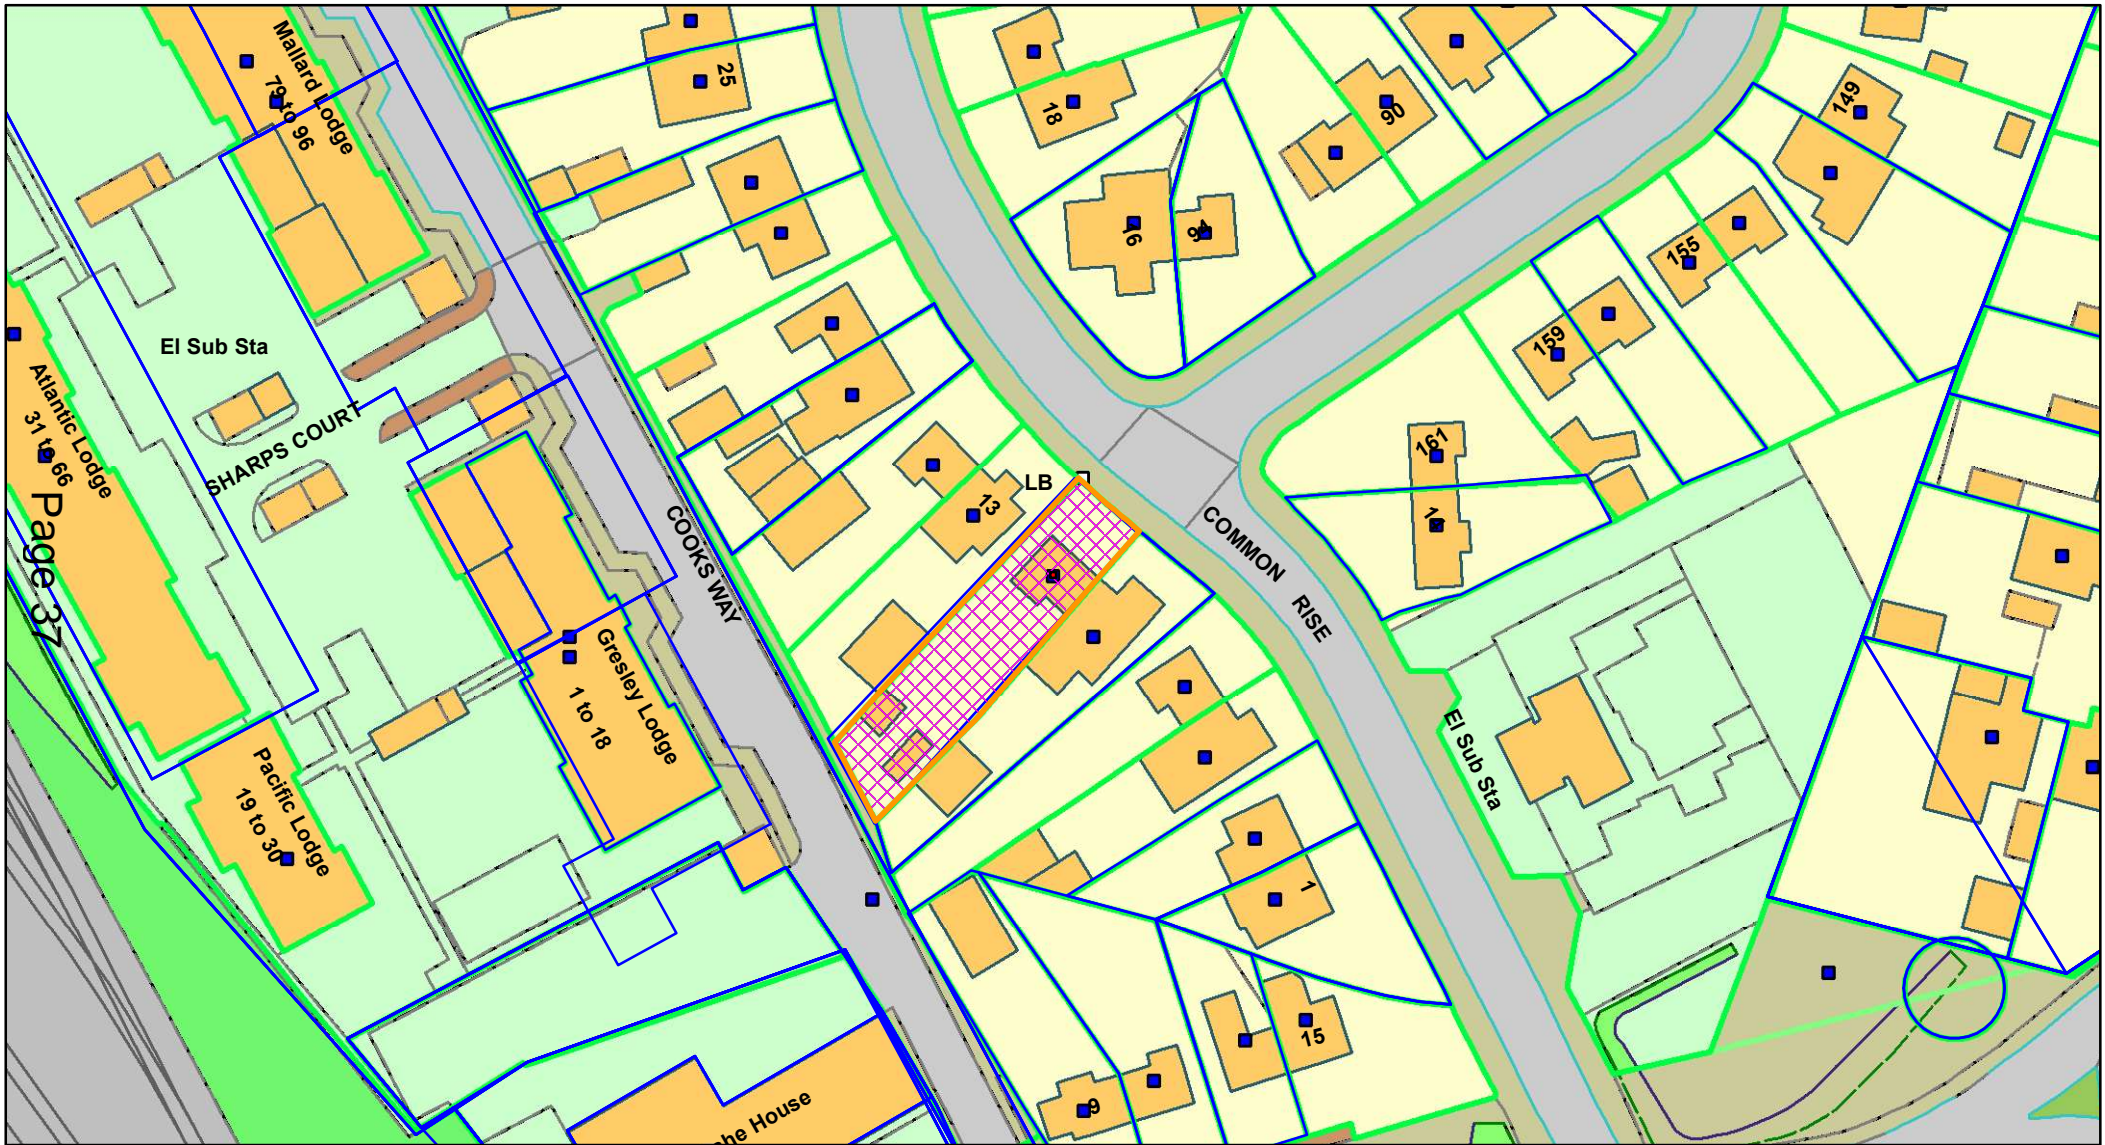 Mallard Lodge
79 to 96
25
18
90
149
16
94
155
159
El Sub Sta
SHARPS COURT
Atlantic Lodge
31 to 66
Page 37
161
13
LB
COOKS WAY
COMMON RISE
Gresley Lodge
1 to 18
Pacific Lodge
19 to 30
El Sub Sta
1
15
9
he House